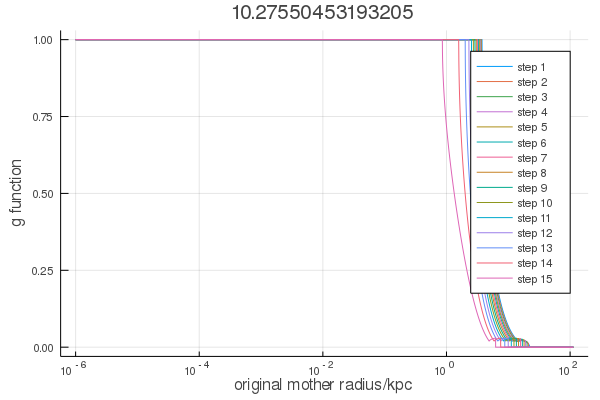 10.27550453193205
1.00
0.75
0.50
0.25
0.00
g function
step 1
step 2
step 3
step 4
step 5
step 6
step 7
step 8
step 9
step 10
step 11
step 12
step 13
step 14
step 15
10^-6 10^-4 10^-2 10^0 10^2
original mother radius/kpc